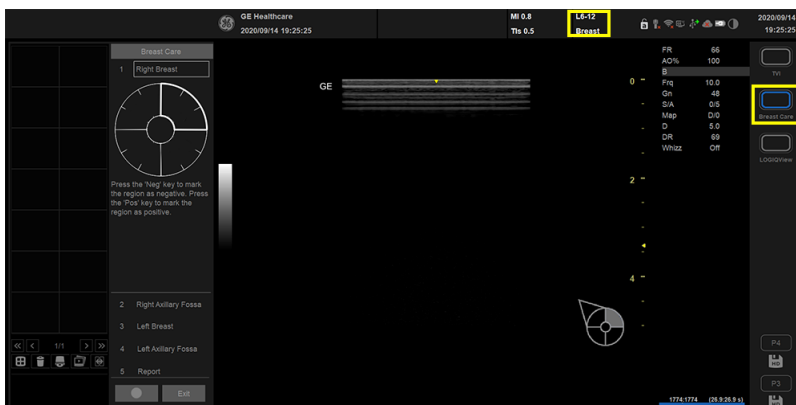 GE Healthcare
2020/09/14 19:25:25
MI 0.8
TIs 0.5
L6-12
Breast
2020/09/14
19:25:25
Breast Care
1 Right Breast
Press the 'Neg' key to mark
the region as negative. Press
the 'Pos' key to mark the
region as positive.
2 Right Axillary Fossa
3 Left Breast
4 Left Axillary Fossa
5 Report
Exit
1/1
GE
0
2
4
FR 66
AO% 100
B
Frq 10.0
Gn 48
S/A 0/5
Map D/0
D 5.0
DR 69
Whizz Off
1774:1774 (26.9:26.9 s)
TVI
Breast Care
LOGIQView
P4
HD
P3